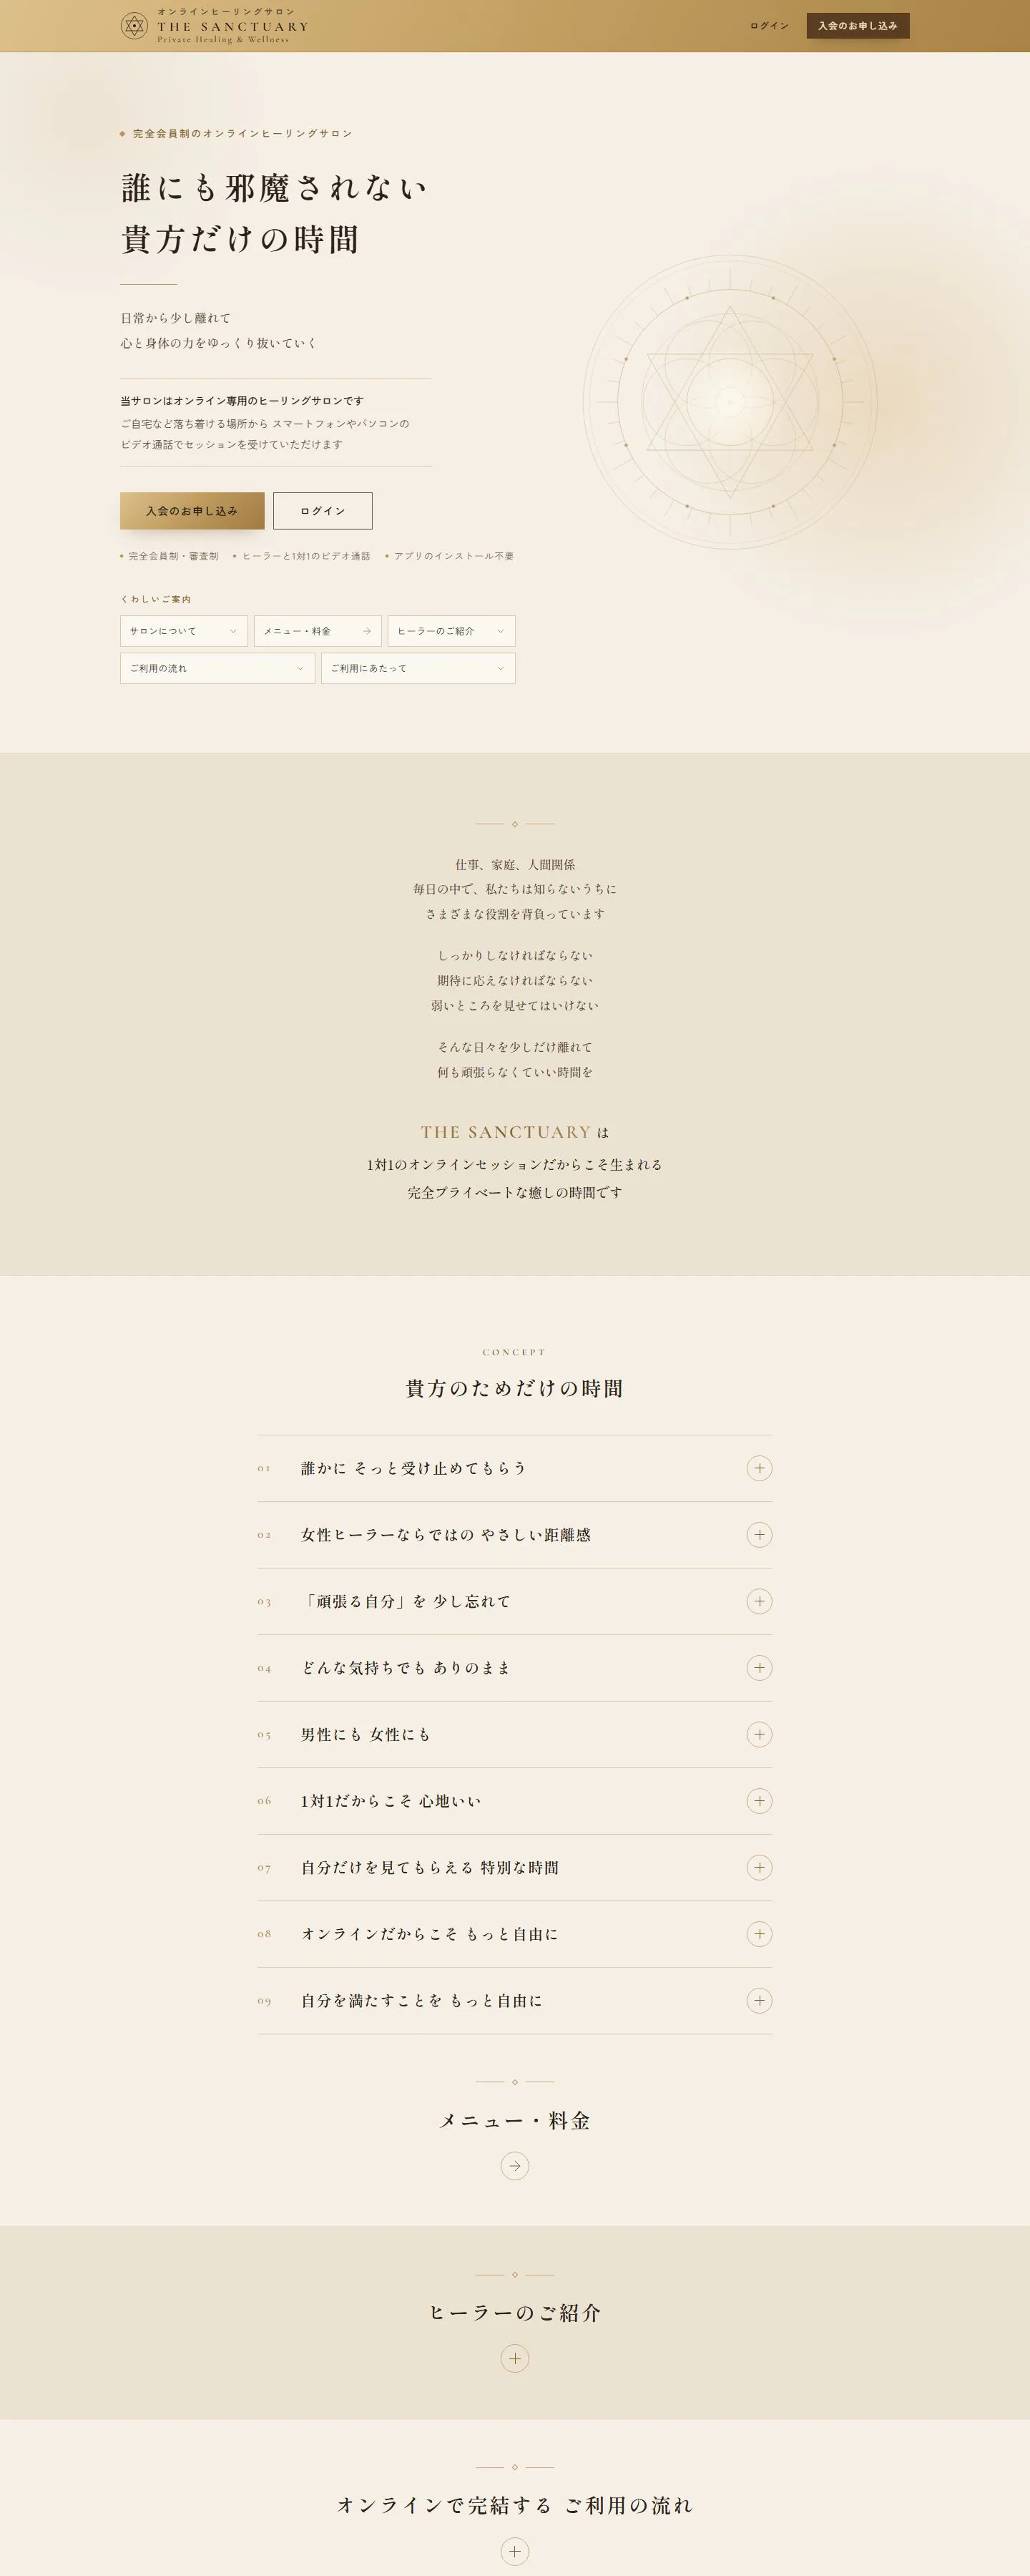 オンラインヒーリングサロン
THE SANCTUARY
Private Healing & Wellness
ログイン
入会のお申し込み
完全会員制のオンラインヒーリングサロン
誰にも邪魔されない
貴方だけの時間
日常から少し離れて
心と身体の力をゆっくり抜いていく
当サロンはオンライン専用のヒーリングサロンです
ご自宅など落ち着ける場所から スマートフォンやパソコンの
ビデオ通話でセッションを受けていただけます
入会のお申し込み
ログイン
完全会員制・審査制
ヒーラーと1対1のビデオ通話
アプリのインストール不要
くわしいご案内
サロンについて
メニュー・料金
ヒーラーのご紹介
ご利用の流れ
ご利用にあたって
仕事、家庭、人間関係
毎日の中で、私たちは知らないうちに
さまざまな役割を背負っています
しっかりしなければならない
期待に応えなければならない
弱いところを見せてはいけない
そんな日々を少しだけ離れて
何も頑張らなくていい時間を
THE SANCTUARY は
1対1のオンラインセッションだからこそ生まれる
完全プライベートな癒しの時間です
CONCEPT
貴方のためだけの時間
01 誰かに そっと受け止めてもらう
02 女性ヒーラーならではの やさしい距離感
03 「頑張る自分」を 少し忘れて
04 どんな気持ちでも ありのまま
05 男性にも 女性にも
06 1対1だからこそ 心地いい
07 自分だけを見てもらえる 特別な時間
08 オンラインだからこそ もっと自由に
09 自分を満たすことを もっと自由に
メニュー・料金
ヒーラーのご紹介
オンラインで完結する ご利用の流れ